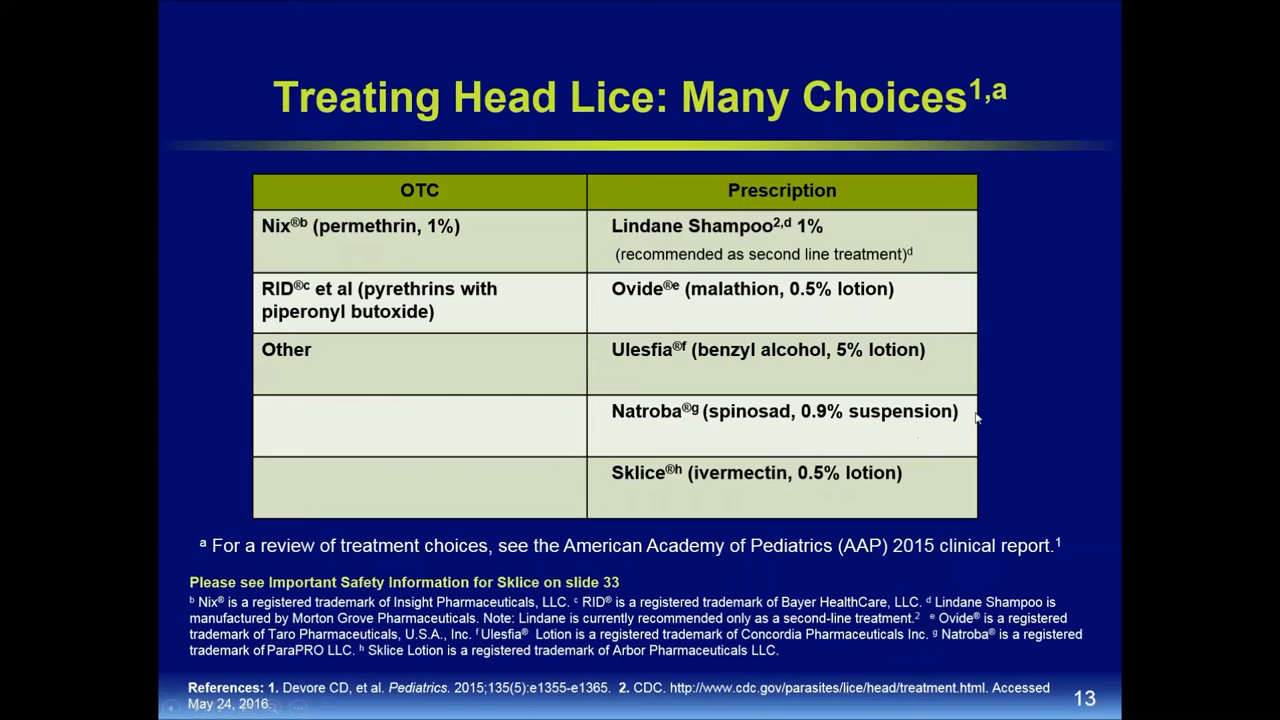 Treating Head Lice: Many Choices1,a
OTC
Prescription
Nix®b (permethrin, 1%)
Lindane Shampoo2,d 1%
(recommended as second line treatment)d
RID®c et al (pyrethrins with
piperonyl butoxide)
Ovide®e (malathion, 0.5% lotion)
Other
Ulesfia®f (benzyl alcohol, 5% lotion)
Natroba®g (spinosad, 0.9% suspension)
Sklice®h (ivermectin, 0.5% lotion)
a For a review of treatment choices, see the American Academy of Pediatrics (AAP) 2015 clinical report.1
Please see Important Safety Information for Sklice on slide 33
b Nix® is a registered trademark of Insight Pharmaceuticals, LLC. c RID® is a registered trademark of Bayer HealthCare, LLC. d Lindane Shampoo is
manufactured by Morton Grove Pharmaceuticals. Note: Lindane is currently recommended only as a second-line treatment.2 e Ovide® is a registered
trademark of Taro Pharmaceuticals, U.S.A., Inc. f Ulesfia® Lotion is a registered trademark of Concordia Pharmaceuticals Inc. g Natroba® is a registered
trademark of ParaPRO LLC. h Sklice Lotion is a registered trademark of Arbor Pharmaceuticals LLC.
References: 1. Devore CD, et al. Pediatrics. 2015;135(5):e1355-e1365. 2. CDC. http://www.cdc.gov/parasites/lice/head/treatment.html. Accessed
May 24, 2016.
13